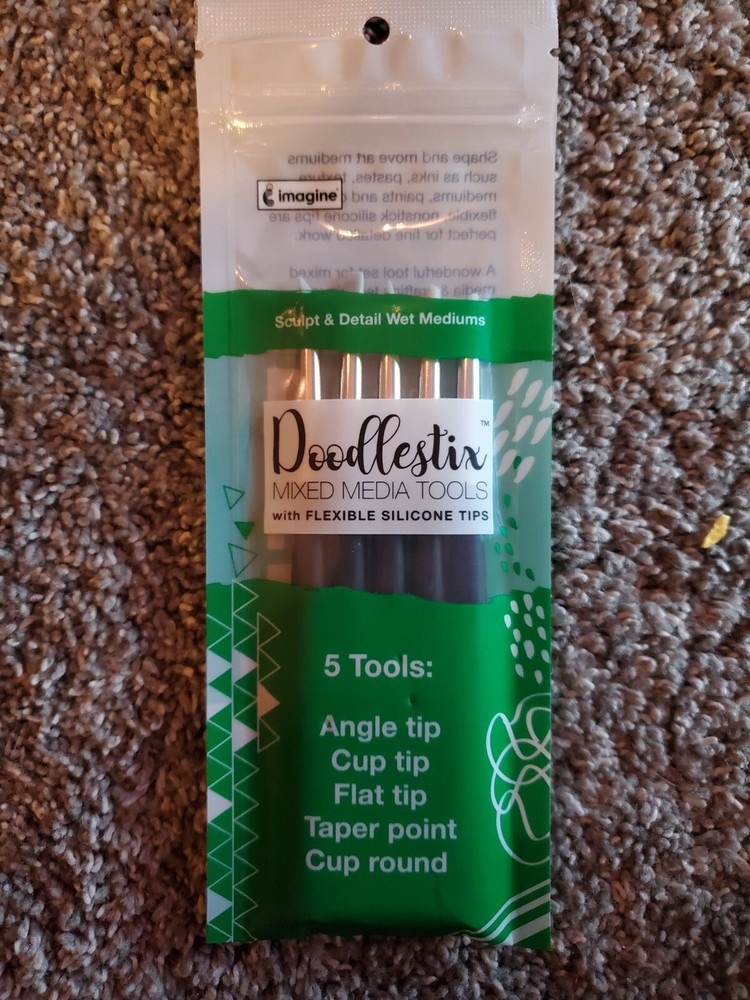 Shape and move art mediums
such as inks, pastes, texture
imagine
mediums, paints and
flexible, nonstick silicone tips are
perfect for fine detailed work.
A wonderful tool set for mixed
media & crafting
Sculpt & Detail Wet Mediums
Doodlestix™
MIXED MEDIA TOOLS
with FLEXIBLE SILICONE TIPS
5 Tools:
Angle tip
Cup tip
Flat tip
Taper point
Cup round